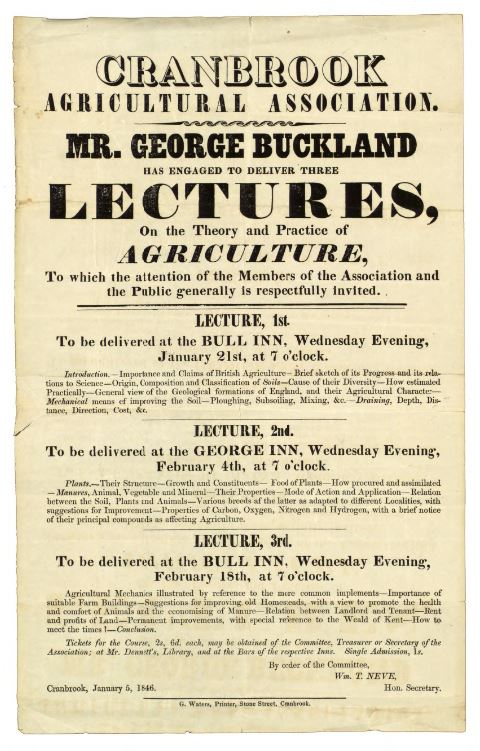 CRANBROOK
AGRICULTURAL ASSOCIATION.
MR. GEORGE BUCKLAND
HAS ENGAGED TO DELIVER THREE
LECTURES,
On the Theory and Practice of
AGRICULTURE,
To which the attention of the Members of the Association and
the Public generally is respectfully invited.
LECTURE, 1st.
To be delivered at the BULL INN, Wednesday Evening,
January 21st, at 7 o'clock.
Introduction.—Importance and Claims of British Agriculture—Brief sketch of its Progress and its rela-
tions to Science—Origin, Composition and Classification of Soils—Cause of their Diversity—How estimated
Practically—General view of the Geological formations of England, and their Agricultural Character—
Mechanical means of improving the Soil—Ploughing, Subsoiling, Mixing, &c.—Draining, Depth, Dis-
tance, Direction, Cost, &c.
LECTURE, 2nd.
To be delivered at the GEORGE INN, Wednesday Evening,
February 4th, at 7 o'clock.
Plants.—Their Structure—Growth and Constituents—Food of Plants—How procured and assimilated
—Manures, Animal, Vegetable and Mineral—Their Properties—Mode of Action and Application—Relation
between the Soil, Plants and Animals—Various breeds of the latter as adapted to different Localities, with
suggestions for Improvement—Properties of Carbon, Oxygen, Nitrogen and Hydrogen, with a brief notice
of their principal compounds as affecting Agriculture.
LECTURE, 3rd.
To be delivered at the BULL INN, Wednesday Evening,
February 18th, at 7 o'clock.
Agricultural Mechanics illustrated by reference to the more common implements—Importance of
suitable Farm Buildings—Suggestions for improving old Homesteads, with a view to promote the health
and comfort of Animals and the economising of Manure—Relation between Landlord and Tenant—Rent
and profits of Land—Permanent improvements, with special reference to the Weald of Kent—How to
meet the times!—Conclusion.
Tickets for the Course, 2s. 6d. each, may be obtained of the Committee, Treasurer or Secretary of the
Association; at Mr. Dennett's, Library, and at the Bars of the respective Inns. Single Admission, 1s.
By order of the Committee,
Wm. T. NEVE,
Cranbrook, January 5, 1846. Hon. Secretary.
G. Waters, Printer, Stone Street, Cranbrook.